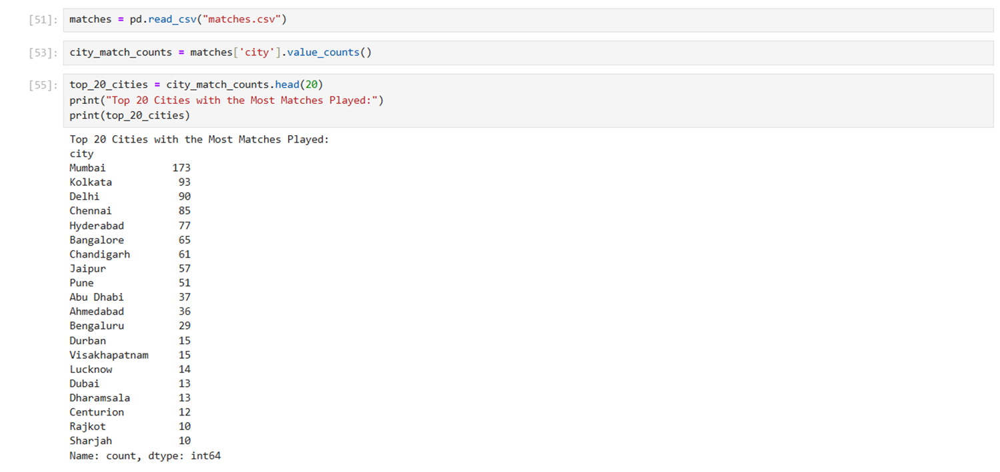 [51]: matches = pd.read_csv("matches.csv")
[53]: city_match_counts = matches['city'].value_counts()
[55]: top_20_cities = city_match_counts.head(20)
print("Top 20 Cities with the Most Matches Played:")
print(top_20_cities)
Top 20 Cities with the Most Matches Played:
city
Mumbai           173
Kolkata           93
Delhi             90
Chennai           85
Hyderabad         77
Bangalore         65
Chandigarh        61
Jaipur            57
Pune              51
Abu Dhabi         37
Ahmedabad         36
Bengaluru         29
Durban            15
Visakhapatnam     15
Lucknow           14
Dubai             13
Dharamsala        13
Centurion         12
Rajkot            10
Sharjah           10
Name: count, dtype: int64